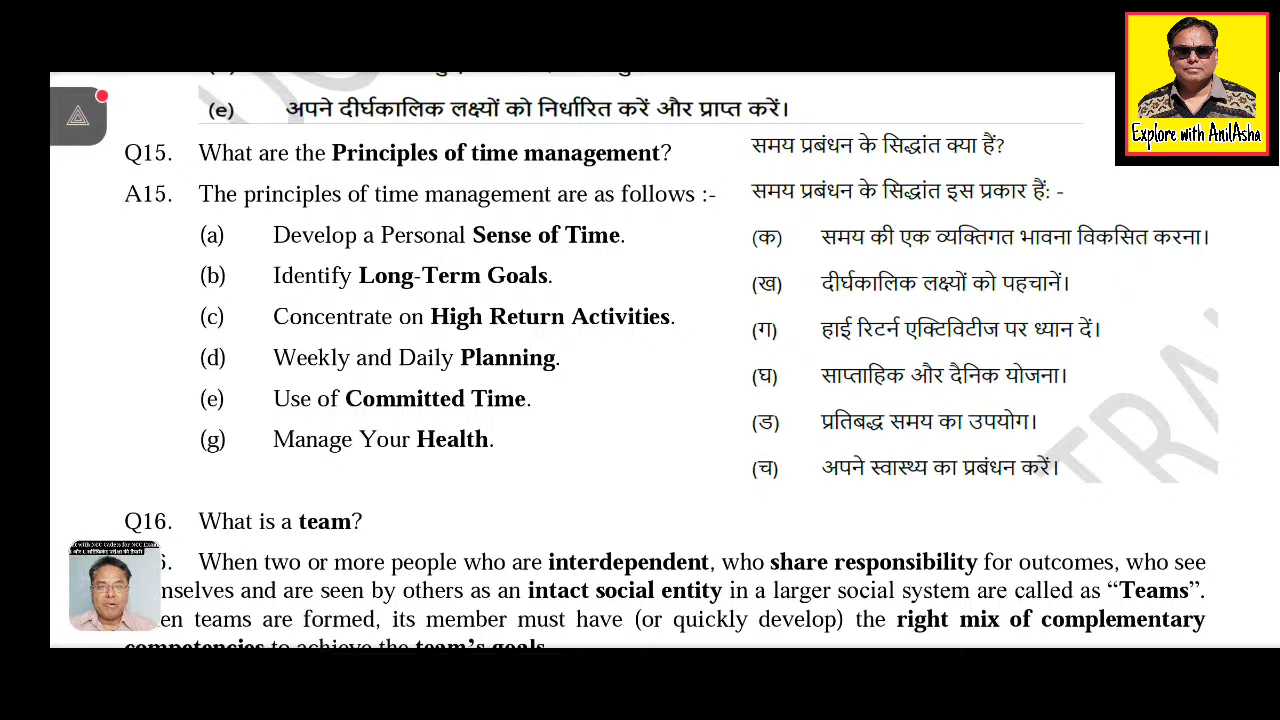 (e) अपने दीर्घकालिक लक्ष्यों को निर्धारित करें और प्राप्त करें।
Explore with AnilAsha
Q15. What are the Principles of time management?
समय प्रबंधन के सिद्धांत क्या हैं?
A15. The principles of time management are as follows :-
समय प्रबंधन के सिद्धांत इस प्रकार हैं: -
(a) Develop a Personal Sense of Time.
(क) समय की एक व्यक्तिगत भावना विकसित करना।
(b) Identify Long-Term Goals.
(ख) दीर्घकालिक लक्ष्यों को पहचानें।
(c) Concentrate on High Return Activities.
(ग) हाई रिटर्न एक्टिविटीज पर ध्यान दें।
(d) Weekly and Daily Planning.
(घ) साप्ताहिक और दैनिक योजना।
(e) Use of Committed Time.
(ड) प्रतिबद्ध समय का उपयोग।
(g) Manage Your Health.
(च) अपने स्वास्थ्य का प्रबंधन करें।
Q16. What is a team?
When two or more people who are interdependent, who share responsibility for outcomes, who see
and are seen by others as an intact social entity in a larger social system are called as “Teams”.
teams are formed, its member must have (or quickly develop) the right mix of complementary
competencies to achieve the team’s goals